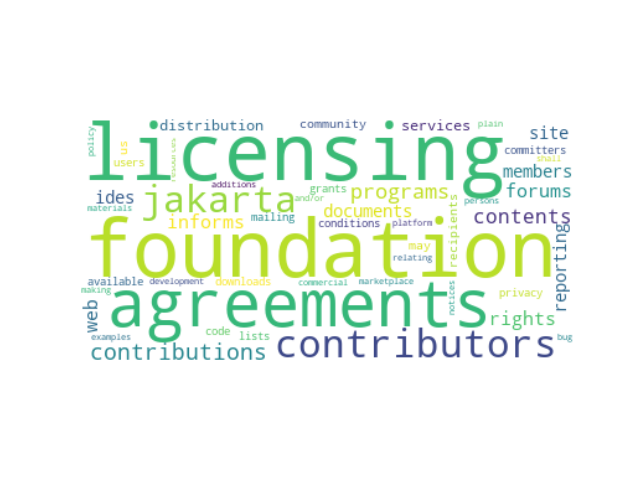 licensing
foundation
agreements
contributors
jakarta
contributions
programs
documents
informs
contents
rights
forums
members
site
services
distribution
community
plain
policy
us
users
resources
additions
grants
and/or
committers
shall
persons
ides
materials
mailing
conditions
platform
recipients
may
relating
reporting
available
development
downloads
commercial
marketplace
notices
privacy
making
web
code
lists
examples
bug